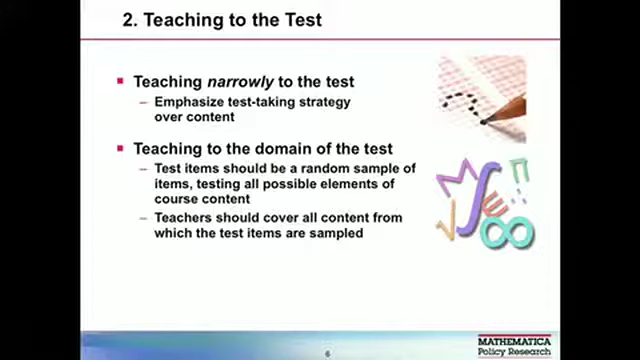 2. Teaching to the Test
Teaching narrowly to the test
– Emphasize test-taking strategy
over content
Teaching to the domain of the test
– Test items should be a random sample of
items, testing all possible elements of
course content
– Teachers should cover all content from
which the test items are sampled
6
MATHEMATICA
Policy Research